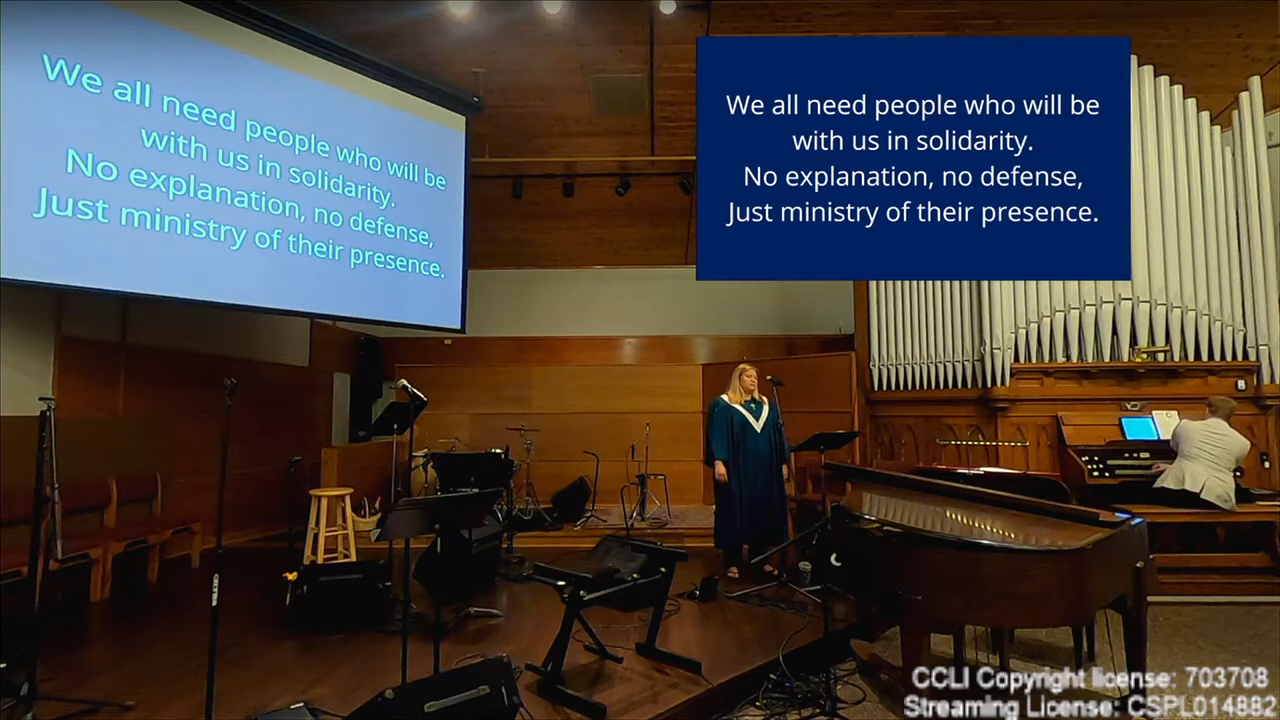 We all need people who will be
with us in solidarity.
No explanation, no defense,
Just ministry of their presence.
We all need people who will be
with us in solidarity.
No explanation, no defense,
Just ministry of their presence.
CCLI Copyright license: 703708
Streaming License: CSPL014882